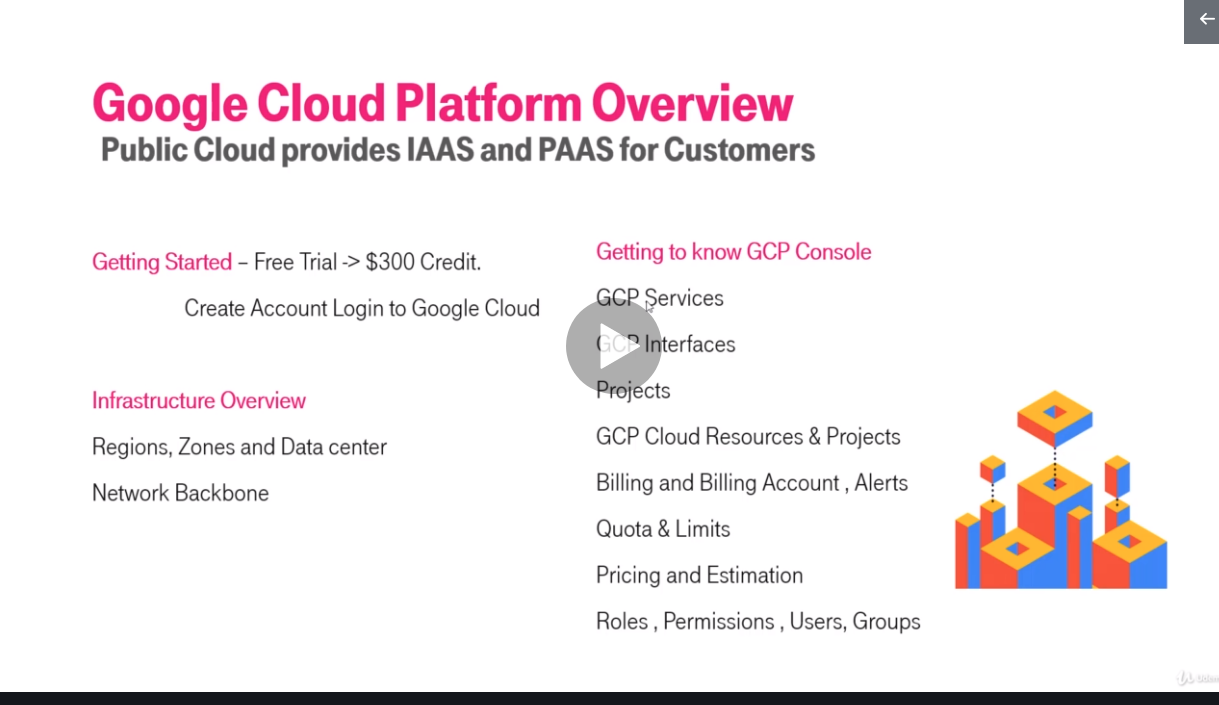 Google Cloud Platform Overview
Public Cloud provides IAAS and PAAS for Customers
Getting Started – Free Trial -> $300 Credit.
Create Account Login to Google Cloud
Infrastructure Overview
Regions, Zones and Data center
Network Backbone
Getting to know GCP Console
GCP Services
GCP Interfaces
Projects
GCP Cloud Resources & Projects
Billing and Billing Account , Alerts
Quota & Limits
Pricing and Estimation
Roles , Permissions , Users, Groups